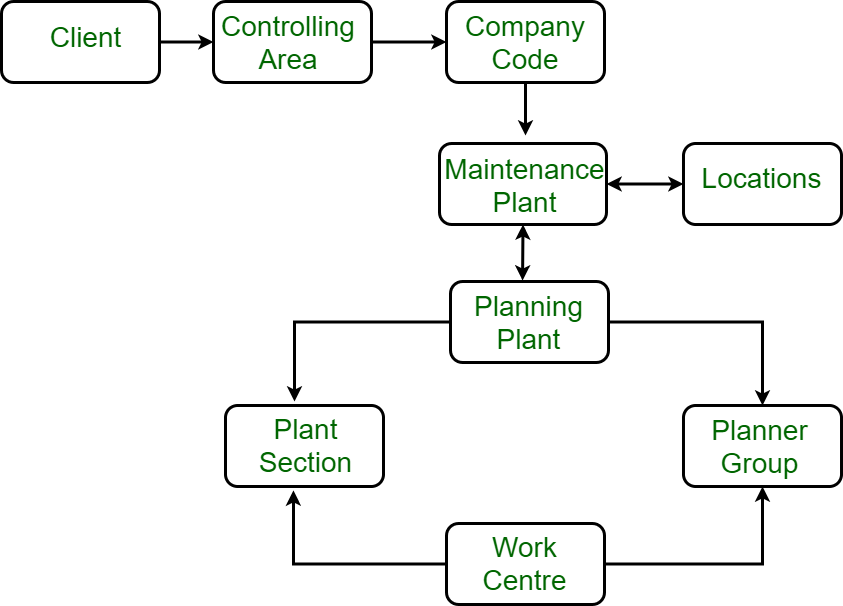 Client
Controlling
Area
Company
Code
Maintenance
Plant
Locations
Planning
Plant
Plant
Section
Planner
Group
Work
Centre